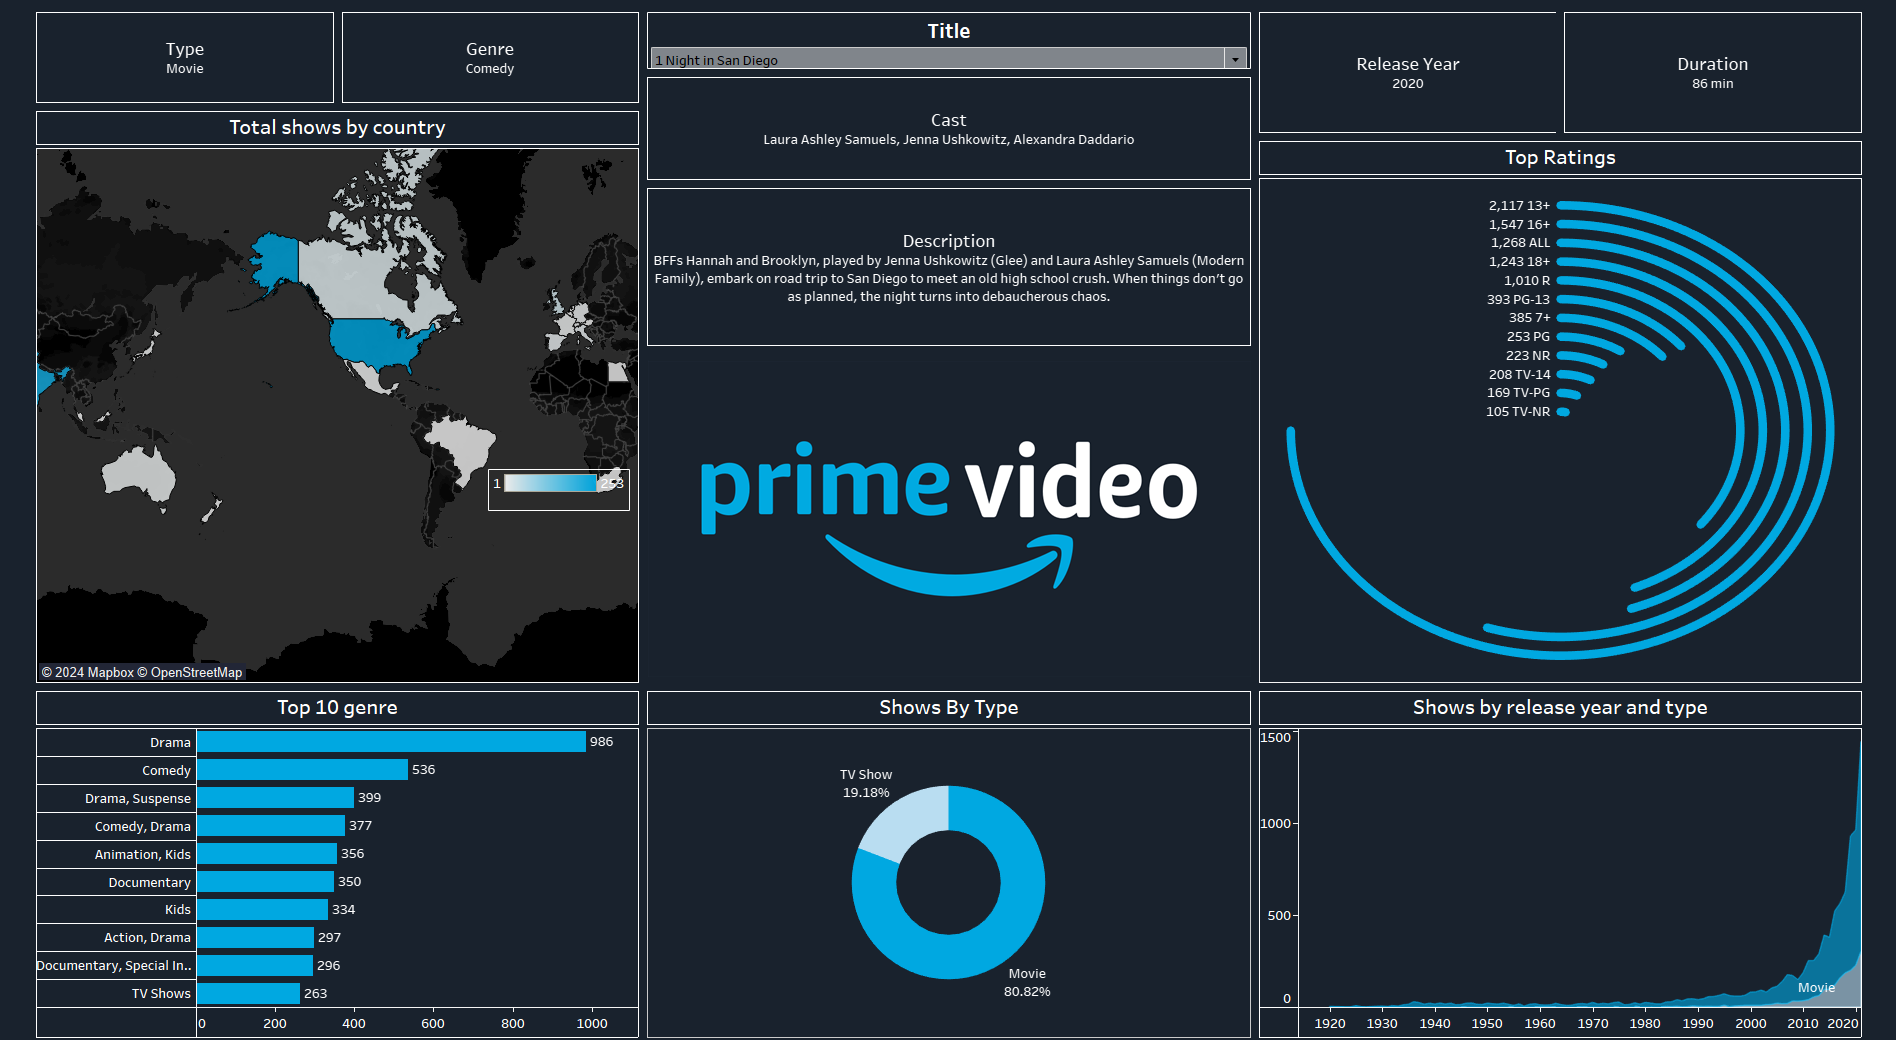 Type
Movie
Genre
Comedy
Title
1 Night in San Diego
Cast
Laura Ashley Samuels, Jenna Ushkowitz, Alexandra Daddario
Release Year
2020
Duration
86 min
Total shows by country
1
253
© 2024 Mapbox © OpenStreetMap
Description
BFFs Hannah and Brooklyn, played by Jenna Ushkowitz (Glee) and Laura Ashley Samuels (Modern
Family), embark on road trip to San Diego to meet an old high school crush. When things don’t go
as planned, the night turns into debaucherous chaos.
prime video
Top Ratings
2,117 13+
1,547 16+
1,268 ALL
1,243 18+
1,010 R
393 PG-13
385 7+
253 PG
223 NR
208 TV-14
169 TV-PG
105 TV-NR
Top 10 genre
Drama 986
Comedy 536
Drama, Suspense 399
Comedy, Drama 377
Animation, Kids 356
Documentary 350
Kids 334
Action, Drama 297
Documentary, Special In.. 296
TV Shows 263
0 200 400 600 800 1000
Shows By Type
TV Show
19.18%
Movie
80.82%
Shows by release year and type
1500
1000
500
0
Movie
1920 1930 1940 1950 1960 1970 1980 1990 2000 2010 2020